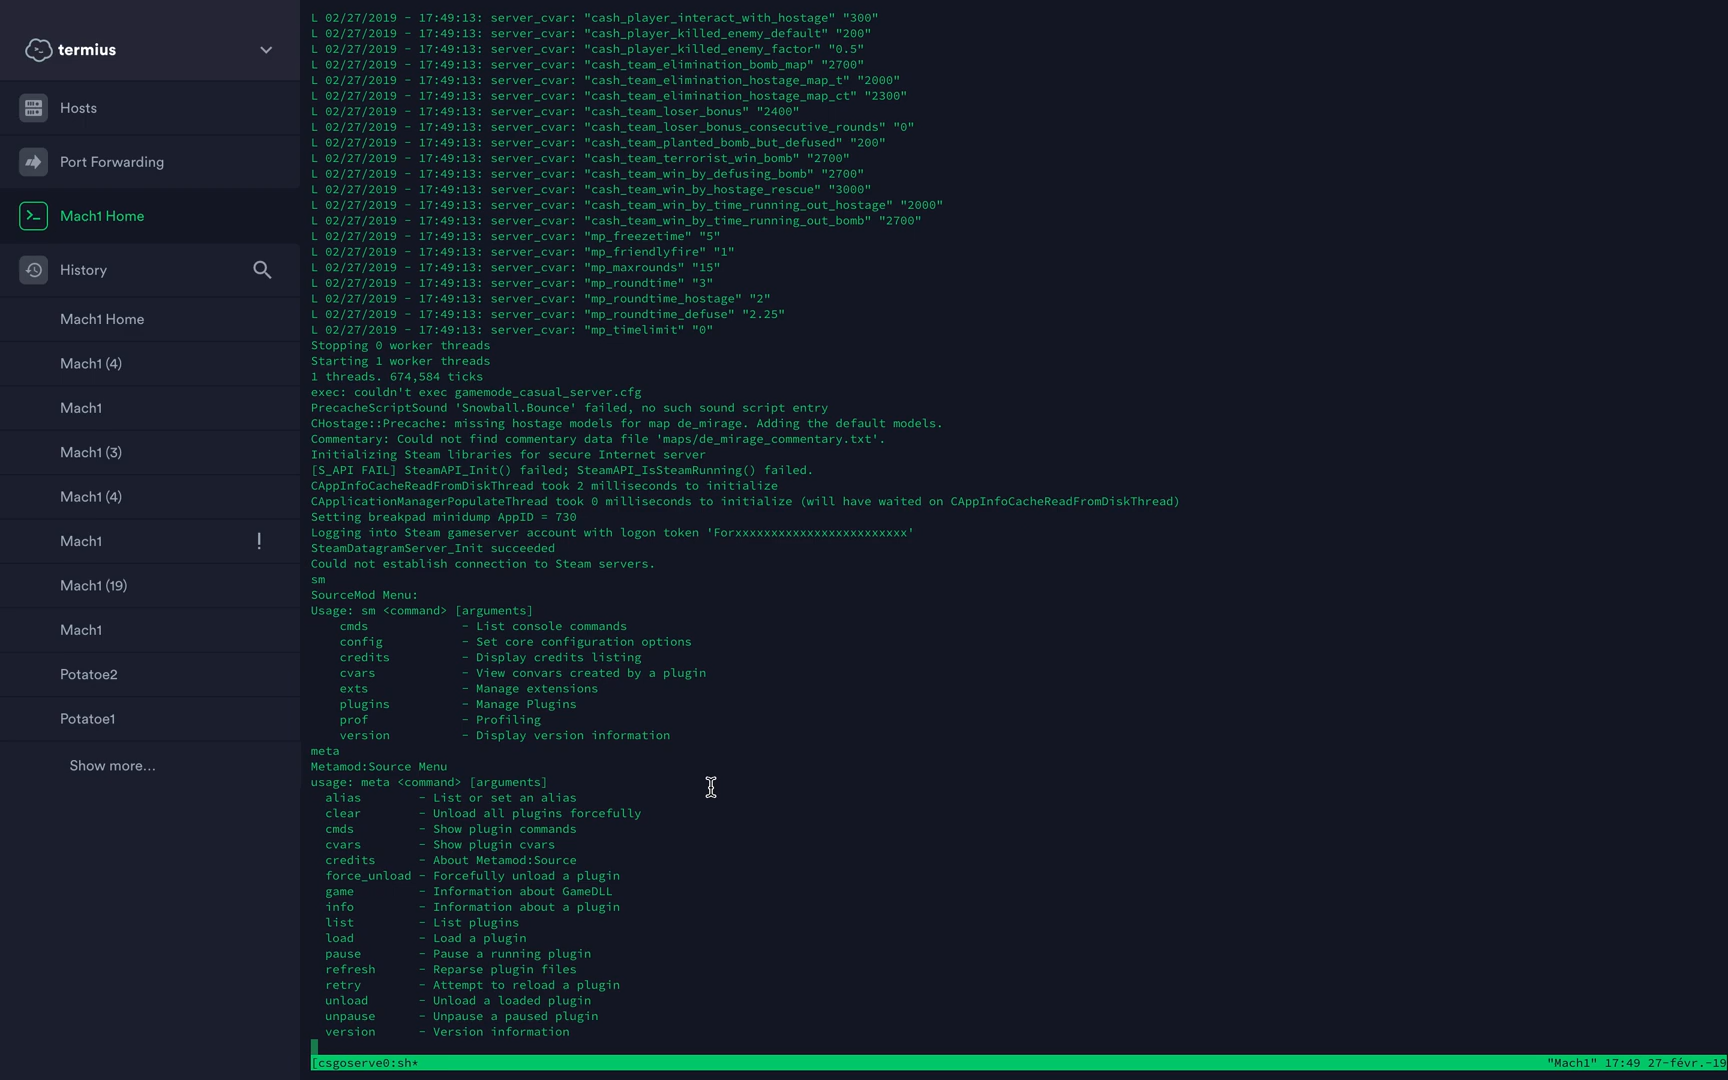 termius
Hosts
Port Forwarding
Mach1 Home
History
Mach1 Home
Mach1 (4)
Mach1
Mach1 (3)
Mach1 (4)
Mach1 !
Mach1 (19)
Mach1
Potatoe2
Potatoe1
Show more...
L 02/27/2019 - 17:49:13: server_cvar: "cash_player_interact_with_hostage" "300"
L 02/27/2019 - 17:49:13: server_cvar: "cash_player_killed_enemy_default" "200"
L 02/27/2019 - 17:49:13: server_cvar: "cash_player_killed_enemy_factor" "0.5"
L 02/27/2019 - 17:49:13: server_cvar: "cash_team_elimination_bomb_map" "2700"
L 02/27/2019 - 17:49:13: server_cvar: "cash_team_elimination_hostage_map_t" "2000"
L 02/27/2019 - 17:49:13: server_cvar: "cash_team_elimination_hostage_map_ct" "2300"
L 02/27/2019 - 17:49:13: server_cvar: "cash_team_loser_bonus" "2400"
L 02/27/2019 - 17:49:13: server_cvar: "cash_team_loser_bonus_consecutive_rounds" "0"
L 02/27/2019 - 17:49:13: server_cvar: "cash_team_planted_bomb_but_defused" "200"
L 02/27/2019 - 17:49:13: server_cvar: "cash_team_terrorist_win_bomb" "2700"
L 02/27/2019 - 17:49:13: server_cvar: "cash_team_win_by_defusing_bomb" "2700"
L 02/27/2019 - 17:49:13: server_cvar: "cash_team_win_by_hostage_rescue" "3000"
L 02/27/2019 - 17:49:13: server_cvar: "cash_team_win_by_time_running_out_hostage" "2000"
L 02/27/2019 - 17:49:13: server_cvar: "cash_team_win_by_time_running_out_bomb" "2700"
L 02/27/2019 - 17:49:13: server_cvar: "mp_freezetime" "5"
L 02/27/2019 - 17:49:13: server_cvar: "mp_friendlyfire" "1"
L 02/27/2019 - 17:49:13: server_cvar: "mp_maxrounds" "15"
L 02/27/2019 - 17:49:13: server_cvar: "mp_roundtime" "3"
L 02/27/2019 - 17:49:13: server_cvar: "mp_roundtime_hostage" "2"
L 02/27/2019 - 17:49:13: server_cvar: "mp_roundtime_defuse" "2.25"
L 02/27/2019 - 17:49:13: server_cvar: "mp_timelimit" "0"
Stopping 0 worker threads
Starting 1 worker threads
1 threads. 674,584 ticks
exec: couldn't exec gamemode_casual_server.cfg
PrecacheScriptSound 'Snowball.Bounce' failed, no such sound script entry
CHostage::Precache: missing hostage models for map de_mirage. Adding the default models.
Commentary: Could not find commentary data file 'maps/de_mirage_commentary.txt'.
Initializing Steam libraries for secure Internet server
[S_API FAIL] SteamAPI_Init() failed; SteamAPI_IsSteamRunning() failed.
CAppInfoCacheReadFromDiskThread took 2 milliseconds to initialize
CApplicationManagerPopulateThread took 0 milliseconds to initialize (will have waited on CAppInfoCacheReadFromDiskThread)
Setting breakpad minidump AppID = 730
Logging into Steam gameserver account with logon token 'Forxxxxxxxxxxxxxxxxxxxxxxxx'
SteamDatagramServer_Init succeeded
Could not establish connection to Steam servers.
sm
SourceMod Menu:
Usage: sm <command> [arguments]
cmds - List console commands
config - Set core configuration options
credits - Display credits listing
cvars - View convars created by a plugin
exts - Manage extensions
plugins - Manage Plugins
prof - Profiling
version - Display version information
meta
Metamod:Source Menu
usage: meta <command> [arguments]
alias - List or set an alias
clear - Unload all plugins forcefully
cmds - Show plugin commands
cvars - Show plugin cvars
credits - About Metamod:Source
force_unload - Forcefully unload a plugin
game - Information about GameDLL
info - Information about a plugin
list - List plugins
load - Load a plugin
pause - Pause a running plugin
refresh - Reparse plugin files
retry - Attempt to reload a plugin
unload - Unload a loaded plugin
unpause - Unpause a paused plugin
version - Version information
[csgoserve0:sh* "Mach1" 17:49 27-févr.-19